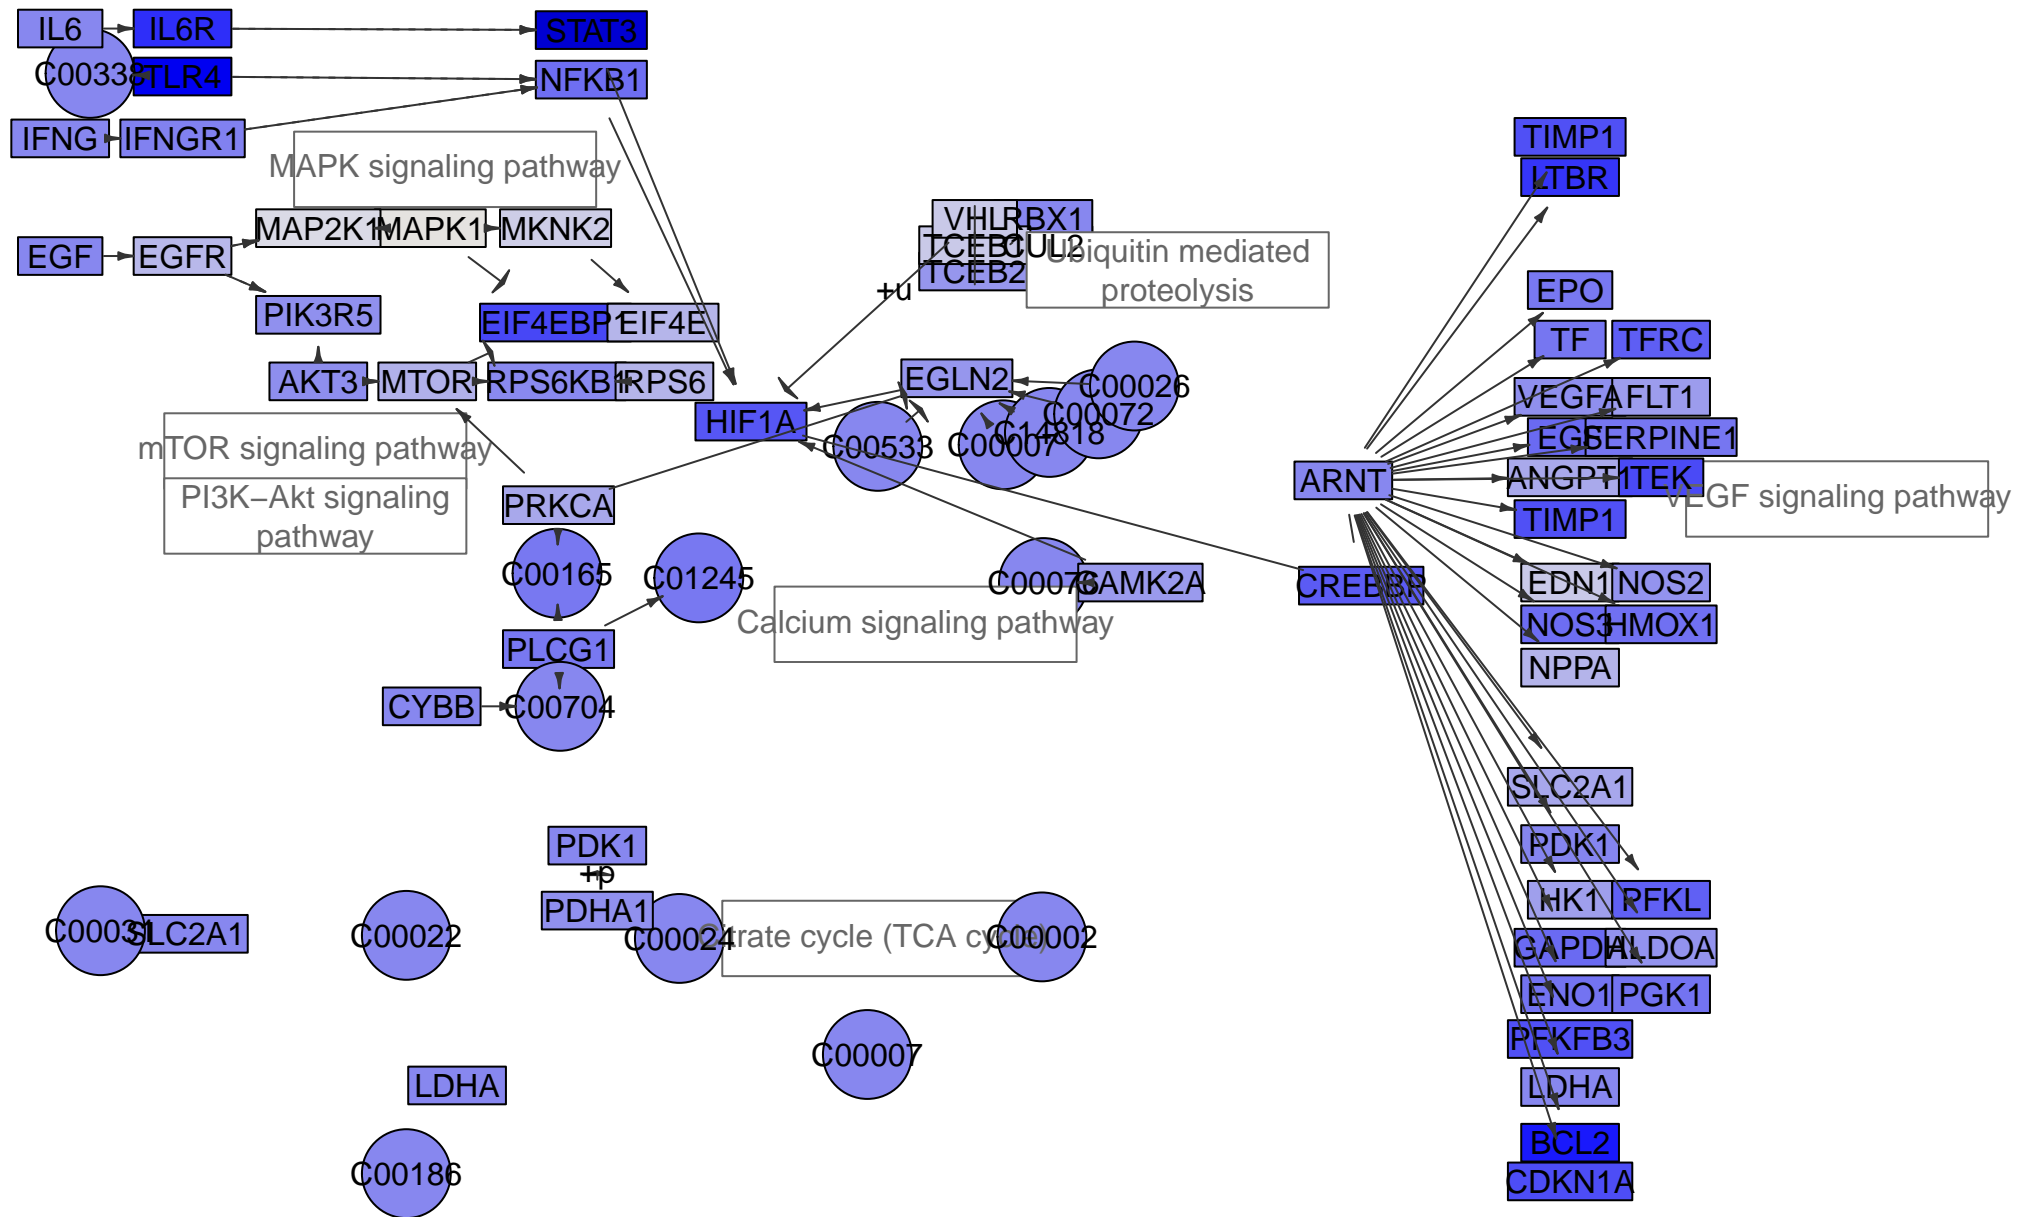 IL6
IL6R
STAT3
C00338
TLR4
NFKB1
IFNG
IFNGR1
MAPK signaling pathway
TIMP1
LTBR
MAP2K1
MAPK1
MKNK2
VHL
RBX1
EGF
EGFR
TCEB1
CUL2
TCEB2
Ubiquitin mediated
proteolysis
+u
PIK3R5
EIF4EBP1
EIF4E
EPO
TF
TFRC
AKT3
MTOR
RPS6KB1
RPS6
EGLN2
C00026
C00072
C14818
C00007
C00533
HIF1A
VEGFA
FLT1
EGF
SERPINE1
mTOR signaling pathway
PI3K–Akt signaling
pathway
PRKCA
ARNT
ANGPT1
TEK
VEGF signaling pathway
TIMP1
C00165
C01245
C00076
CAMK2A
CREBBP
EDN1
NOS2
Calcium signaling pathway
NOS3
HMOX1
PLCG1
NPPA
CYBB
C00704
SLC2A1
PDK1
+p
PDHA1
PDK1
HK1
PFKL
C00031
SLC2A1
C00022
C00024
Citrate cycle (TCA cycle)
C00002
GAPDH
ALDOA
ENO1
PGK1
C00007
PFKFB3
LDHA
LDHA
BCL2
C00186
CDKN1A